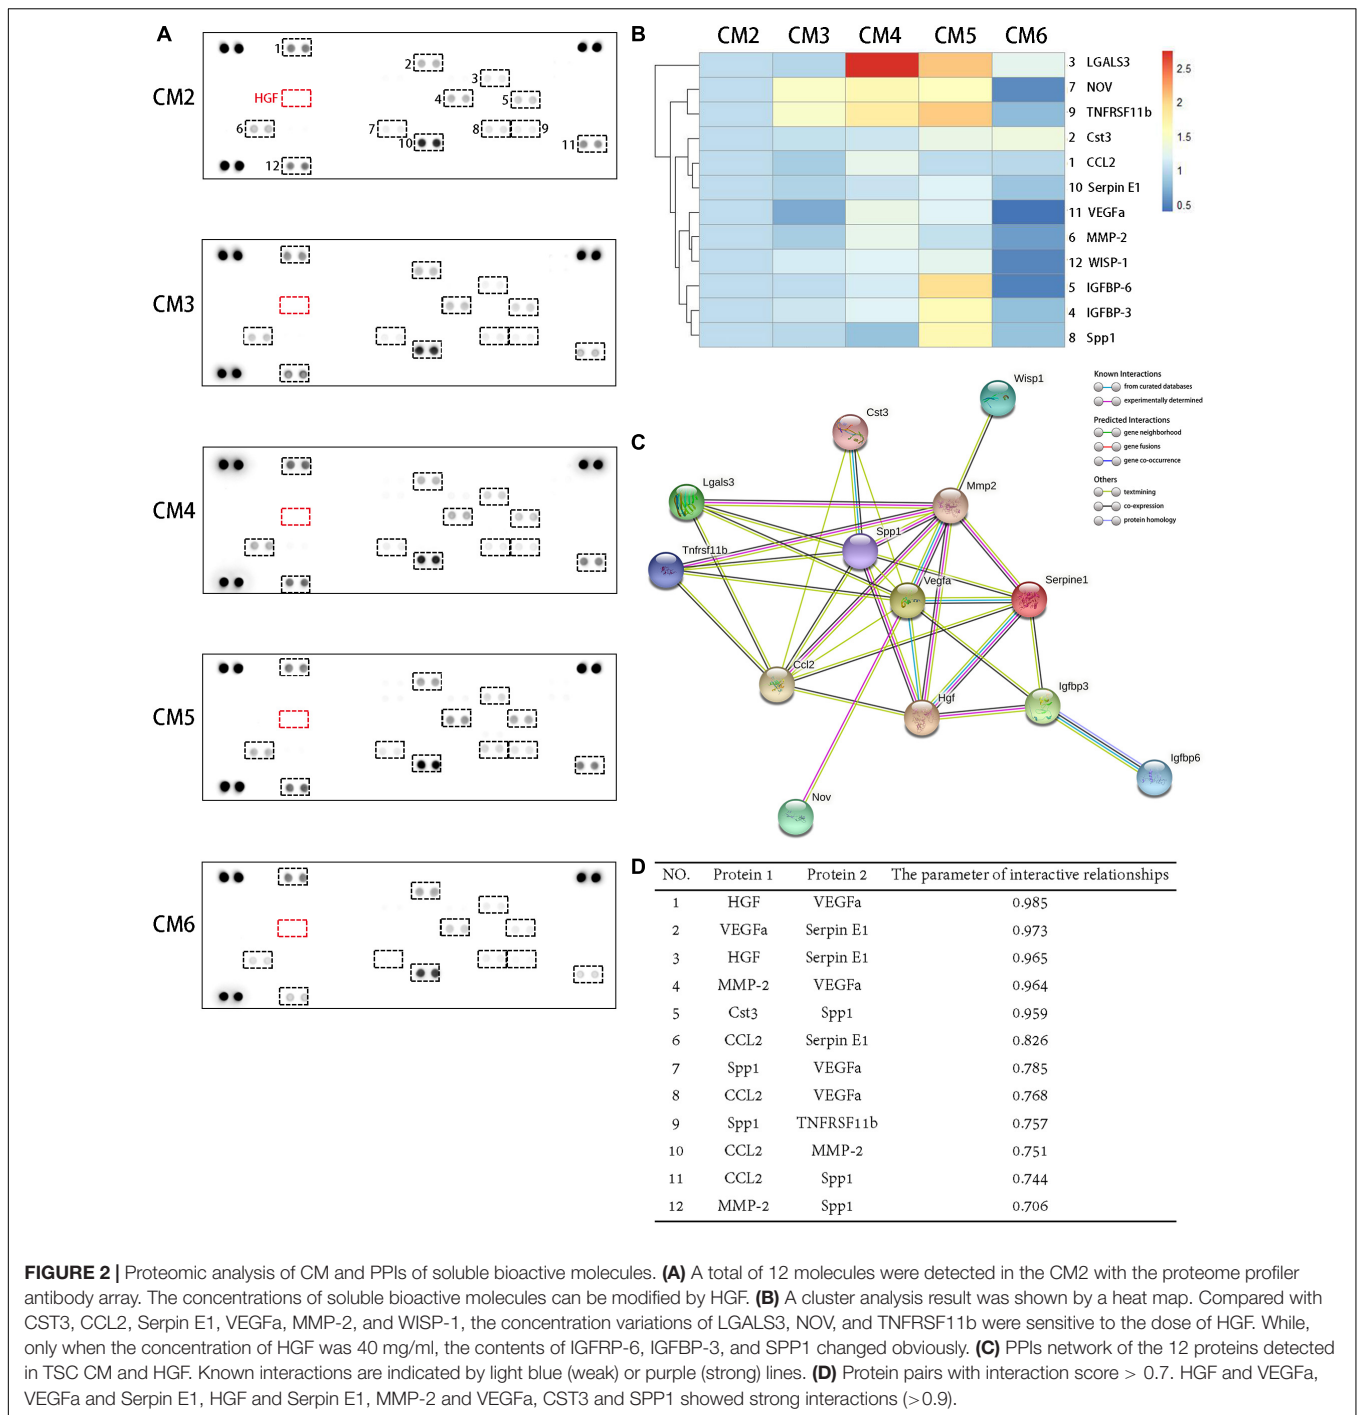 A
CM2
1
2
3
HGF
4
5
6
7
8
9
10
11
12
CM3
CM4
CM5
CM6
B
CM2 CM3 CM4 CM5 CM6
3 LGALS3
7 NOV
9 TNFRSF11b
2 Cst3
1 CCL2
10 Serpin E1
11 VEGFa
6 MMP-2
12 WISP-1
5 IGFBP-6
4 IGFBP-3
8 Spp1
2.5
2
1.5
1
0.5
C
Wisp1
Cst3
Lgals3
Mmp2
Spp1
Tnfrsf11b
Vegfa
Serpine1
Ccl2
Hgf
Igfbp3
Igfbp6
Nov
Known Interactions
from curated databases
experimentally determined
Predicted Interactions
gene neighborhood
gene fusions
gene co-occurrence
Others
textmining
co-expression
protein homology
D
NO. Protein 1 Protein 2 The parameter of interactive relationships
1 HGF VEGFa 0.985
2 VEGFa Serpin E1 0.973
3 HGF Serpin E1 0.965
4 MMP-2 VEGFa 0.964
5 Cst3 Spp1 0.959
6 CCL2 Serpin E1 0.826
7 Spp1 VEGFa 0.785
8 CCL2 VEGFa 0.768
9 Spp1 TNFRSF11b 0.757
10 CCL2 MMP-2 0.751
11 CCL2 Spp1 0.744
12 MMP-2 Spp1 0.706
FIGURE 2 | Proteomic analysis of CM and PPIs of soluble bioactive molecules. (A) A total of 12 molecules were detected in the CM2 with the proteome profiler
antibody array. The concentrations of soluble bioactive molecules can be modified by HGF. (B) A cluster analysis result was shown by a heat map. Compared with
CST3, CCL2, Serpin E1, VEGFa, MMP-2, and WISP-1, the concentration variations of LGALS3, NOV, and TNFRSF11b were sensitive to the dose of HGF. While,
only when the concentration of HGF was 40 mg/ml, the contents of IGFRP-6, IGFBP-3, and SPP1 changed obviously. (C) PPIs network of the 12 proteins detected
in TSC CM and HGF. Known interactions are indicated by light blue (weak) or purple (strong) lines. (D) Protein pairs with interaction score > 0.7. HGF and VEGFa,
VEGFa and Serpin E1, HGF and Serpin E1, MMP-2 and VEGFa, CST3 and SPP1 showed strong interactions (>0.9).